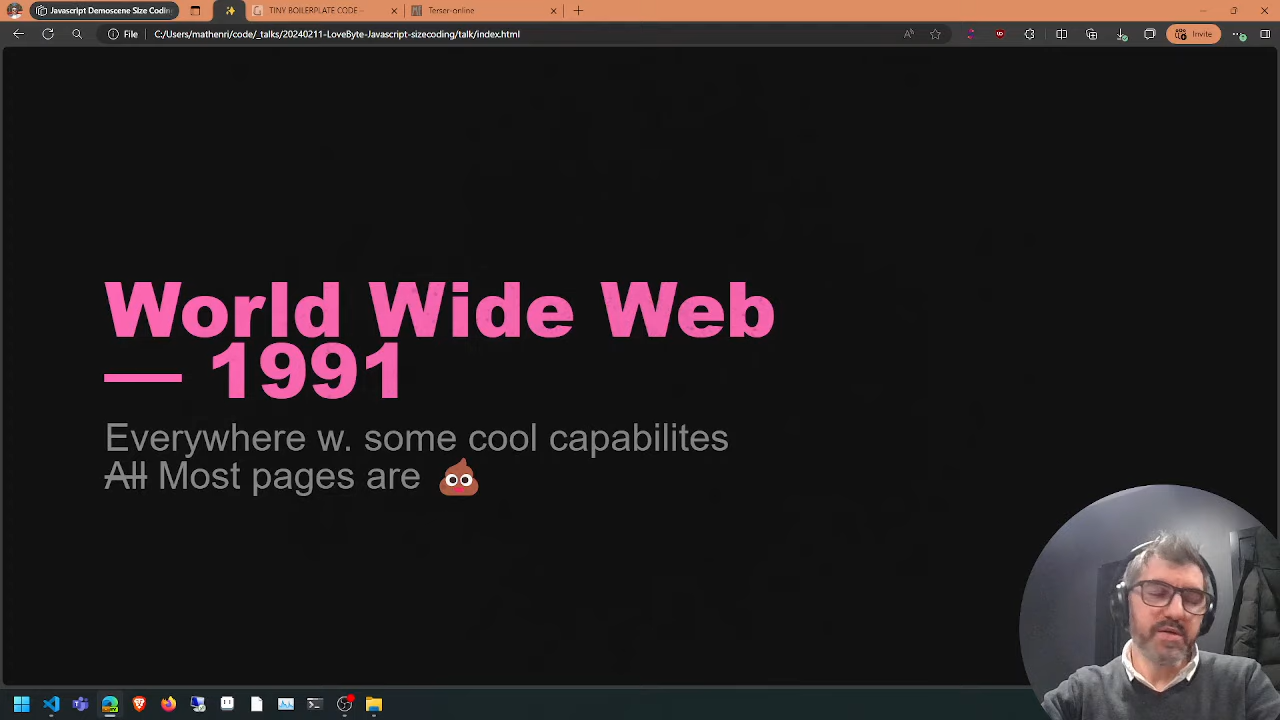 Javascript Demoscene Size Codin
TINY BOILERPLATE CODE –
Terser-online
File
C:/Users/mathenri/code/_talks/20240211-LoveByte-Javascript-sizecoding/talk/index.html
Invite
World Wide Web
— 1991
Everywhere w. some cool capabilites
All Most pages are 💩